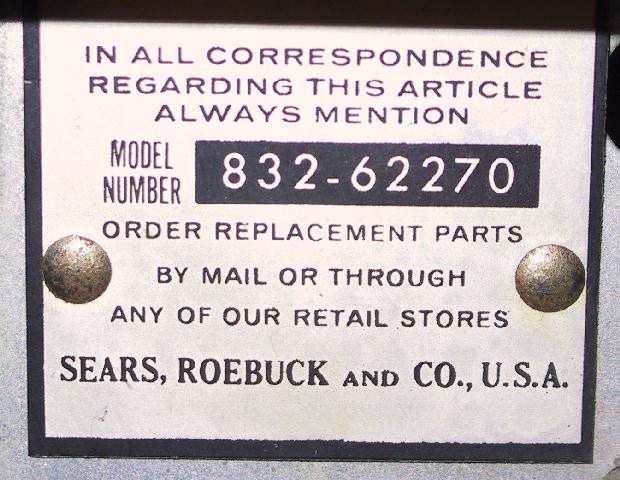 IN ALL CORRESPONDENCE
REGARDING THIS ARTICLE
ALWAYS MENTION
MODEL NUMBER 832-62270
ORDER REPLACEMENT PARTS
BY MAIL OR THROUGH
ANY OF OUR RETAIL STORES
SEARS, ROEBUCK AND CO., U.S.A.